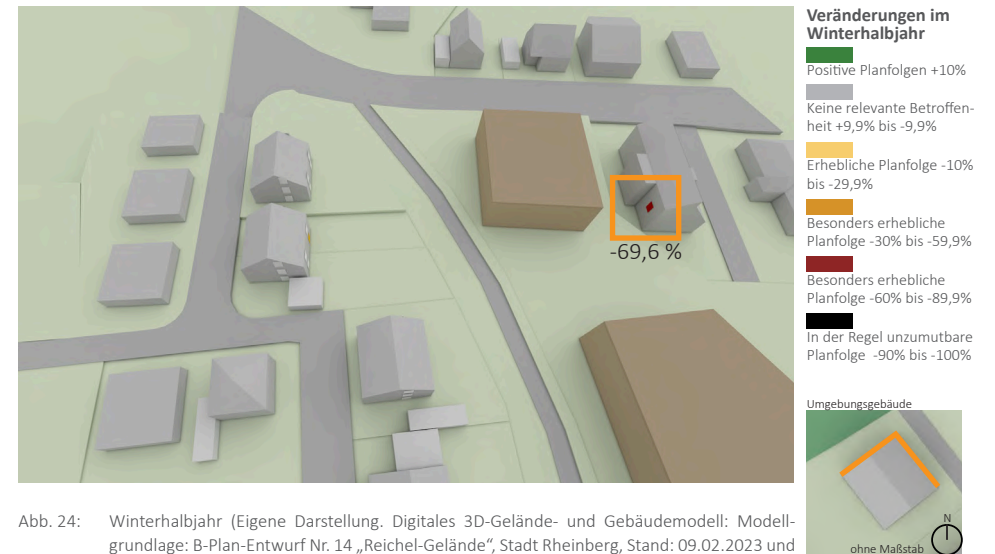 Veränderungen im
Winterhalbjahr
Positive Planfolgen +10%
Keine relevante Betroffen-
heit +9,9% bis -9,9%
Erhebliche Planfolge -10%
bis -29,9%
Besonders erhebliche
Planfolge -30% bis -59,9%
Besonders erhebliche
Planfolge -60% bis -89,9%
In der Regel unzumutbare
Planfolge -90% bis -100%
-69,6 %
Umgebungsgebäude
N
ohne Maßstab
Abb. 24: Winterhalbjahr (Eigene Darstellung. Digitales 3D-Gelände- und Gebäudemodell: Modell-
grundlage: B-Plan-Entwurf Nr. 14 „Reichel-Gelände“, Stadt Rheinberg, Stand: 09.02.2023 und